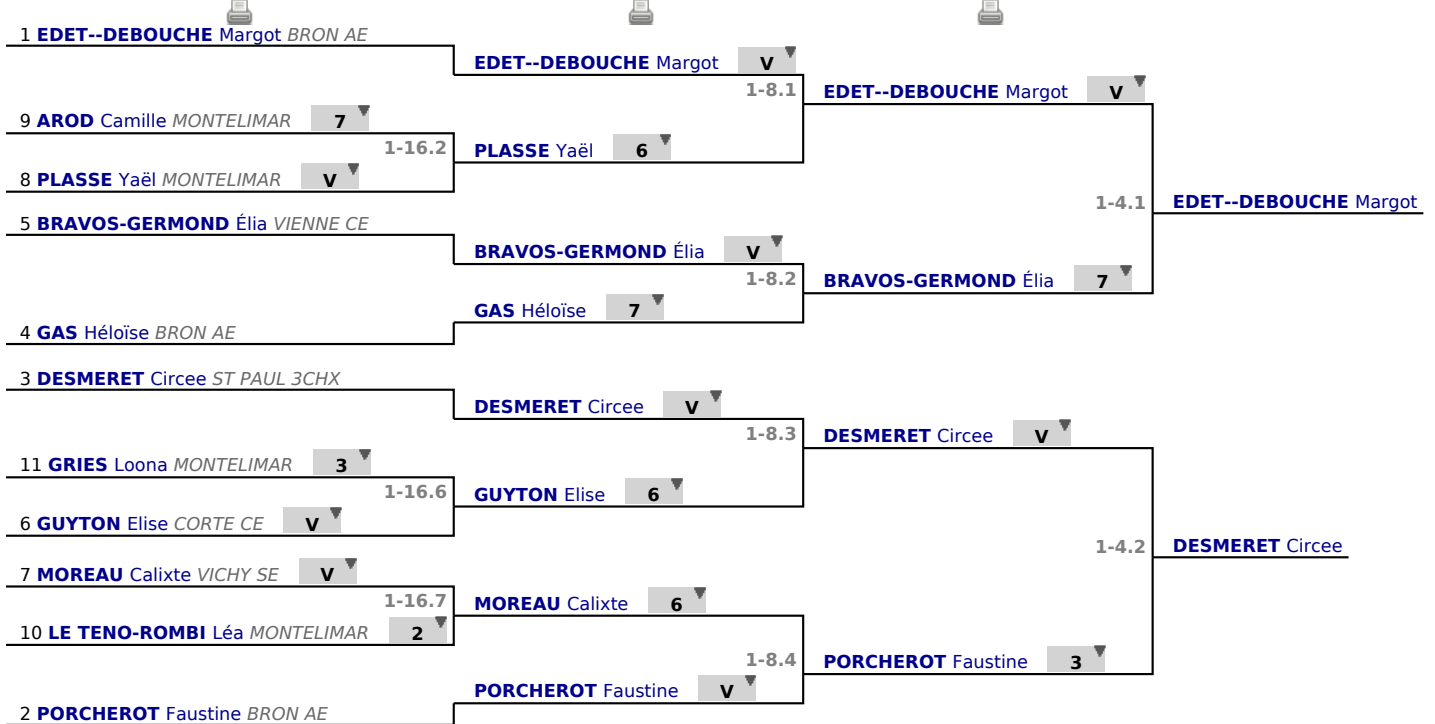 1 EDET--DEBOUCHE Margot BRON AE
9 AROD Camille MONTELIMAR 7
1-16.2
8 PLASSE Yaël MONTELIMAR V
5 BRAVOS-GERMOND Élia VIENNE CE
4 GAS Héloïse BRON AE
3 DESMERET Circee ST PAUL 3CHX
11 GRIES Loona MONTELIMAR 3
1-16.6
6 GUYTON Elise CORTE CE V
7 MOREAU Calixte VICHY SE V
1-16.7
10 LE TENO-ROMBI Léa MONTELIMAR 2
2 PORCHEROT Faustine BRON AE
EDET--DEBOUCHE Margot V
1-8.1
PLASSE Yaël 6
BRAVOS-GERMOND Élia V
1-8.2
GAS Héloïse 7
DESMERET Circee V
1-8.3
GUYTON Elise 6
MOREAU Calixte 6
1-8.4
PORCHEROT Faustine V
EDET--DEBOUCHE Margot V
1-4.1
BRAVOS-GERMOND Élia 7
DESMERET Circee V
1-4.2
PORCHEROT Faustine 3
EDET--DEBOUCHE Margot
DESMERET Circee